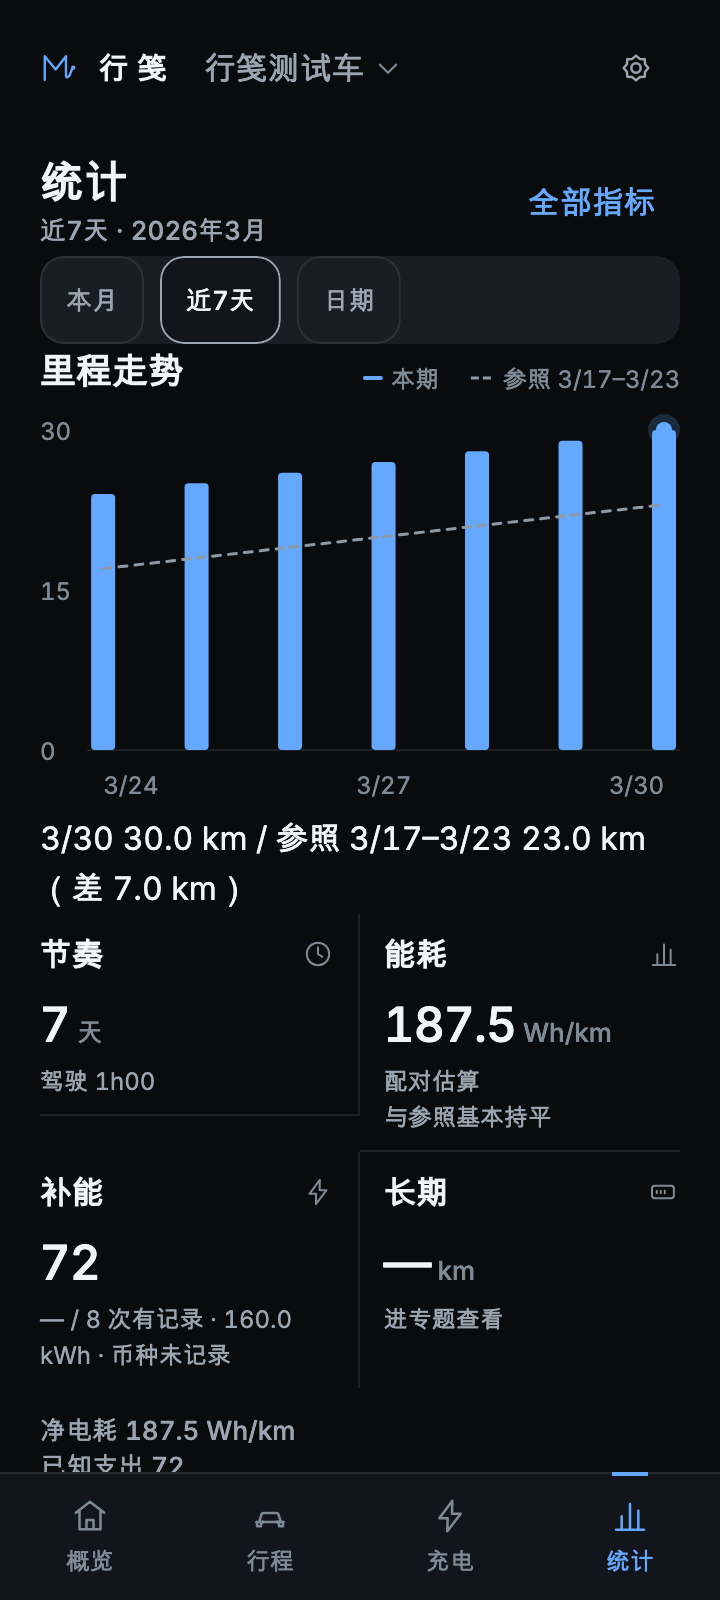 行笺 行笺测试车
统计
全部指标
近7天 · 2026年3月
本月 近7天 日期
里程走势 本期 参照 3/17–3/23
30
15
0
3/24 3/27 3/30
3/30 30.0 km / 参照 3/17–3/23 23.0 km
( 差 7.0 km )
节奏
7 天
驾驶 1h00
能耗
187.5 Wh/km
配对估算
与参照基本持平
补能
72
— / 8 次有记录 · 160.0
kWh · 币种未记录
长期
— km
进专题查看
净电耗 187.5 Wh/km
已知支出 72
概览 行程 充电 统计